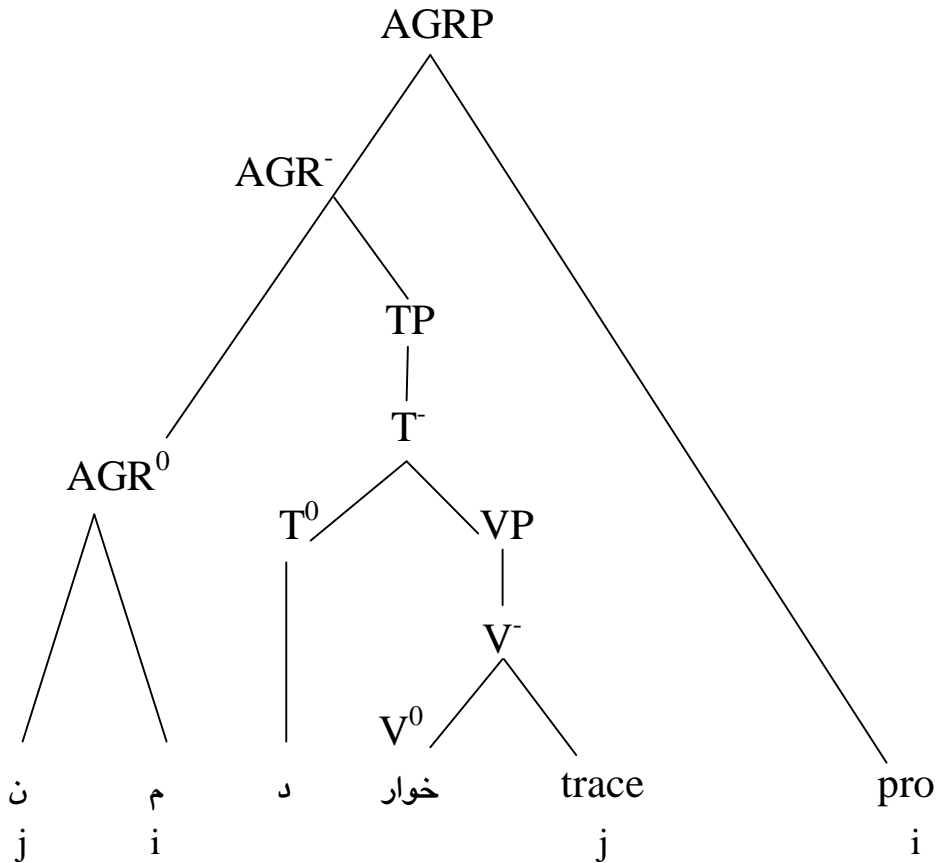 AGRP
AGR⁻
TP
T⁻
AGR⁰
T⁰ VP
V⁻
V⁰
ن م د خوار trace pro
j i j i